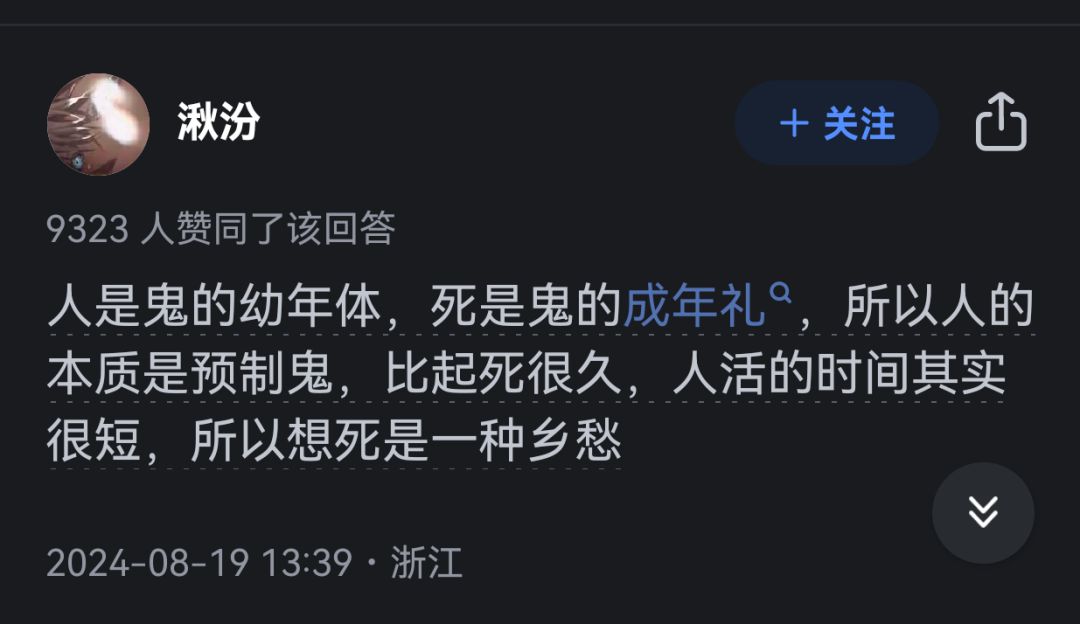 湫汾
+ 关注
9323 人赞同了该回答
人是鬼的幼年体，死是鬼的成年礼，所以人的
本质是预制鬼，比起死很久，人活的时间其实
很短，所以想死是一种乡愁
2024-08-19 13:39・浙江